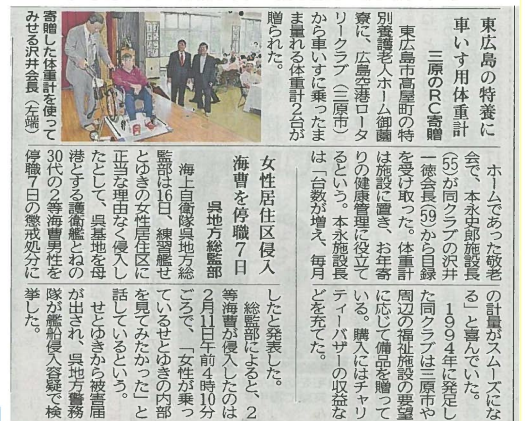 東広島の特養に
車いす用体重計
三原のRC寄贈
東広島市高屋町の特
別養護老人ホーム御薗
寮に、広島空港ロータ
リークラブ(三原市)
から車いすに乗ったま
ま量れる体重計2台が
贈られた。
寄贈した体重計を使って
みせる沢井会長(左端)
ホームであった敬老
会で、本永史郎施設長
(55)が同クラブの沢井
一徳会長(59)から目録
を受け取った。体重計
は施設に置き、お年寄
りの健康管理に役立て
るという。本永施設長
は「台数が増え、毎月
の計量がスムーズにな
る」と喜んでいた。
1994年に発足し
た同クラブは三原市や
周辺の福祉施設の要望
に応じて備品を贈って
いる。購入にはチャリ
ティーバザーの収益な
どを充てた。
女性居住区侵入
海曹を停職7日
呉地方総監部
海上自衛隊呉地方総
監部は16日、練習艦せ
とゆきの女性居住区に
正当な理由なく侵入し
たとして、呉基地を母
港とする護衛艦とねの
30代の2等海曹男性を
停職7日の懲戒処分に
したと発表した。
総監部によると、2
等海曹が侵入したのは
2月11日午前4時10分
ごろで、「女性が乗っ
ているせとゆきの内部
を見てみたかった」と
話しているという。
せとゆきから被害届
が出され、呉地方警務
隊が艦船侵入容疑で検
挙した。